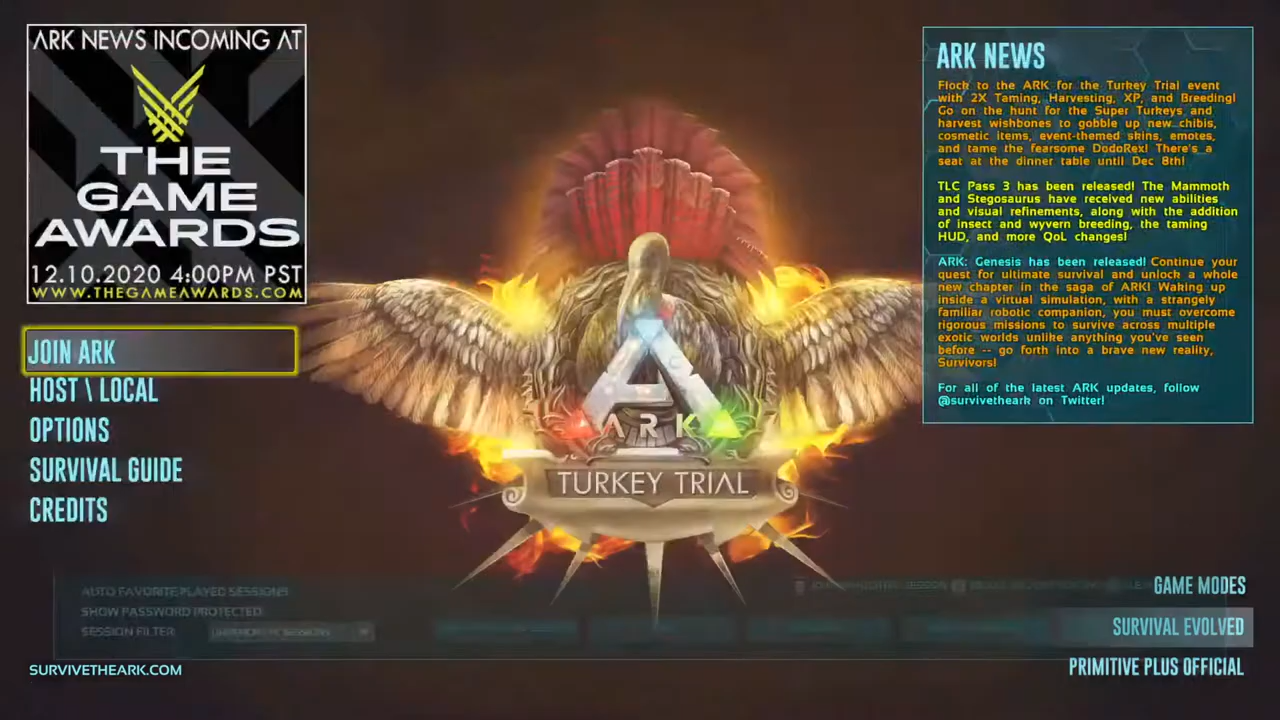 ARK NEWS INCOMING AT
THE
GAME
AWARDS
12.10.2020 4:00PM PST
WWW.THEGAMEAWARDS.COM
JOIN ARK
HOST \ LOCAL
OPTIONS
SURVIVAL GUIDE
CREDITS
ARK
TURKEY TRIAL
ARK NEWS
Flock to the ARK for the Turkey Trial event
with 2X Taming, Harvesting, XP, and Breeding!
Go on the hunt for the Super Turkeys and
harvest wishbones to gobble up new chibis,
cosmetic items, event-themed skins, emotes,
and tame the fearsome DodoRex! There's a
seat at the dinner table until Dec 8th!
TLC Pass 3 has been released! The Mammoth
and Stegosaurus have received new abilities
and visual refinements, along with the addition
of insect and wyvern breeding, the taming
HUD, and more QoL changes!
ARK: Genesis has been released! Continue your
quest for ultimate survival and unlock a whole
new chapter in the saga of ARK! Waking up
inside a virtual simulation, with a strangely
familiar robotic companion, you must overcome
rigorous missions to survive across multiple
exotic worlds unlike anything you've seen
before -- go forth into a brave new reality,
Survivors!
For all of the latest ARK updates, follow
@survivetheark on Twitter!
AUTO FAVORITE PLAYED SESSIONS
SHOW PASSWORD PROTECTED
SESSION FILTER
GAME MODES
SURVIVAL EVOLVED
PRIMITIVE PLUS OFFICIAL
SURVIVETHEARK.COM